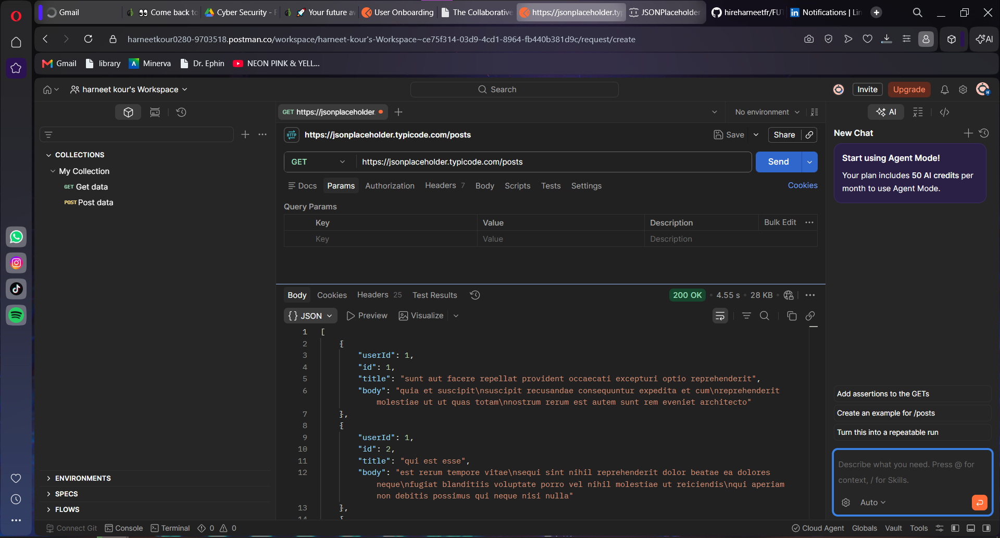 Gmail
👀 Come back to
Cyber Security - F
🚀 Your future aw
User Onboarding
The Collaborative
https://jsonplaceholder.ty
JSONPlaceholder
hireharneetfr/FUT
Notifications | Lin
harneetkour0280-9703518.postman.co/workspace/harneet-kour's-Workspace~ce75f314-03d9-4cd1-8964-fb440b381d9c/request/create
AI
Gmail library Minerva Dr. Ephin NEON PINK & YELL...
harneet kour's Workspace
Search
Invite Upgrade
GET https://jsonplaceholder.
No environment
AI
HTTP https://jsonplaceholder.typicode.com/posts
Save Share
New Chat
COLLECTIONS
My Collection
GET Get data
POST Post data
GET https://jsonplaceholder.typicode.com/posts Send
Start using Agent Mode!
Your plan includes 50 AI credits per
month to use Agent Mode.
Docs Params Authorization Headers 7 Body Scripts Tests Settings Cookies
Query Params
Key Value Description Bulk Edit
Key Value Description
Body Cookies Headers 25 Test Results 200 OK • 4.55 s • 28 KB
{} JSON Preview Visualize
1 [
2 {
3 "userId": 1,
4 "id": 1,
5 "title": "sunt aut facere repellat provident occaecati excepturi optio reprehenderit",
6 "body": "quia et suscipit\nsuscipit recusandae consequuntur expedita et cum\nreprehenderit
molestiae ut ut quas totam\nnostrum rerum est autem sunt rem eveniet architecto"
7 },
8 {
9 "userId": 1,
10 "id": 2,
11 "title": "qui est esse",
12 "body": "est rerum tempore vitae\nsequi sint nihil reprehenderit dolor beatae ea dolores
neque\nfugiat blanditiis voluptate porro vel nihil molestiae ut reiciendis\nqui aperiam
non debitis possimus qui neque nisi nulla"
13 },
14 {
Add assertions to the GETs
Create an example for /posts
Turn this into a repeatable run
Describe what you need. Press @ for
context, / for Skills.
Auto
ENVIRONMENTS
SPECS
FLOWS
Connect Git Console Terminal 0 0
Cloud Agent Globals Vault Tools